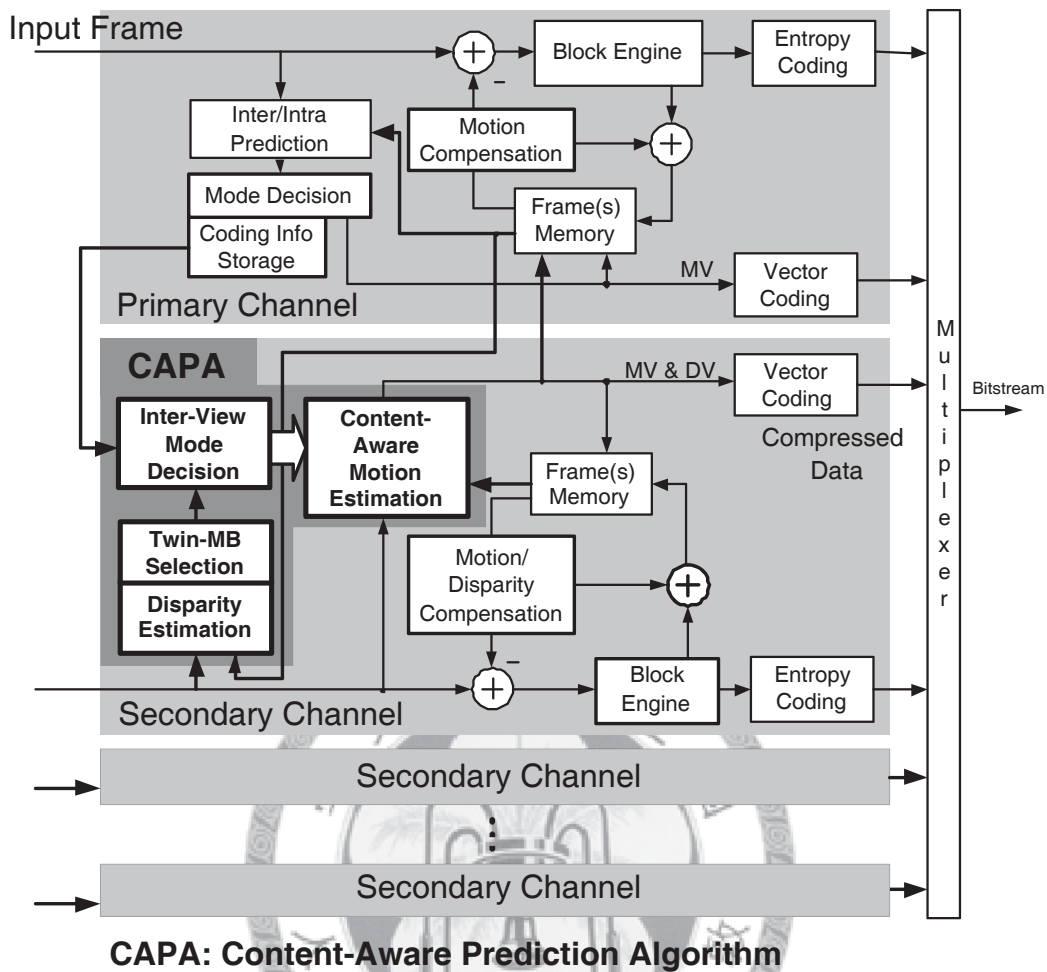 Input Frame
Block Engine
Entropy
Coding
+
−
Inter/Intra
Prediction
Motion
Compensation
+
Mode Decision
Coding Info
Storage
Frame(s)
Memory
MV
Vector
Coding
Primary Channel
CAPA
MV & DV
Vector
Coding
Compressed
Data
Inter-View
Mode
Decision
Content-
Aware
Motion
Estimation
Frame(s)
Memory
Twin-MB
Selection
Disparity
Estimation
Motion/
Disparity
Compensation
+
−
+
Block
Engine
Entropy
Coding
Secondary Channel
Multiplexer
Bitstream
Secondary Channel
Secondary Channel
CAPA: Content-Aware Prediction Algorithm